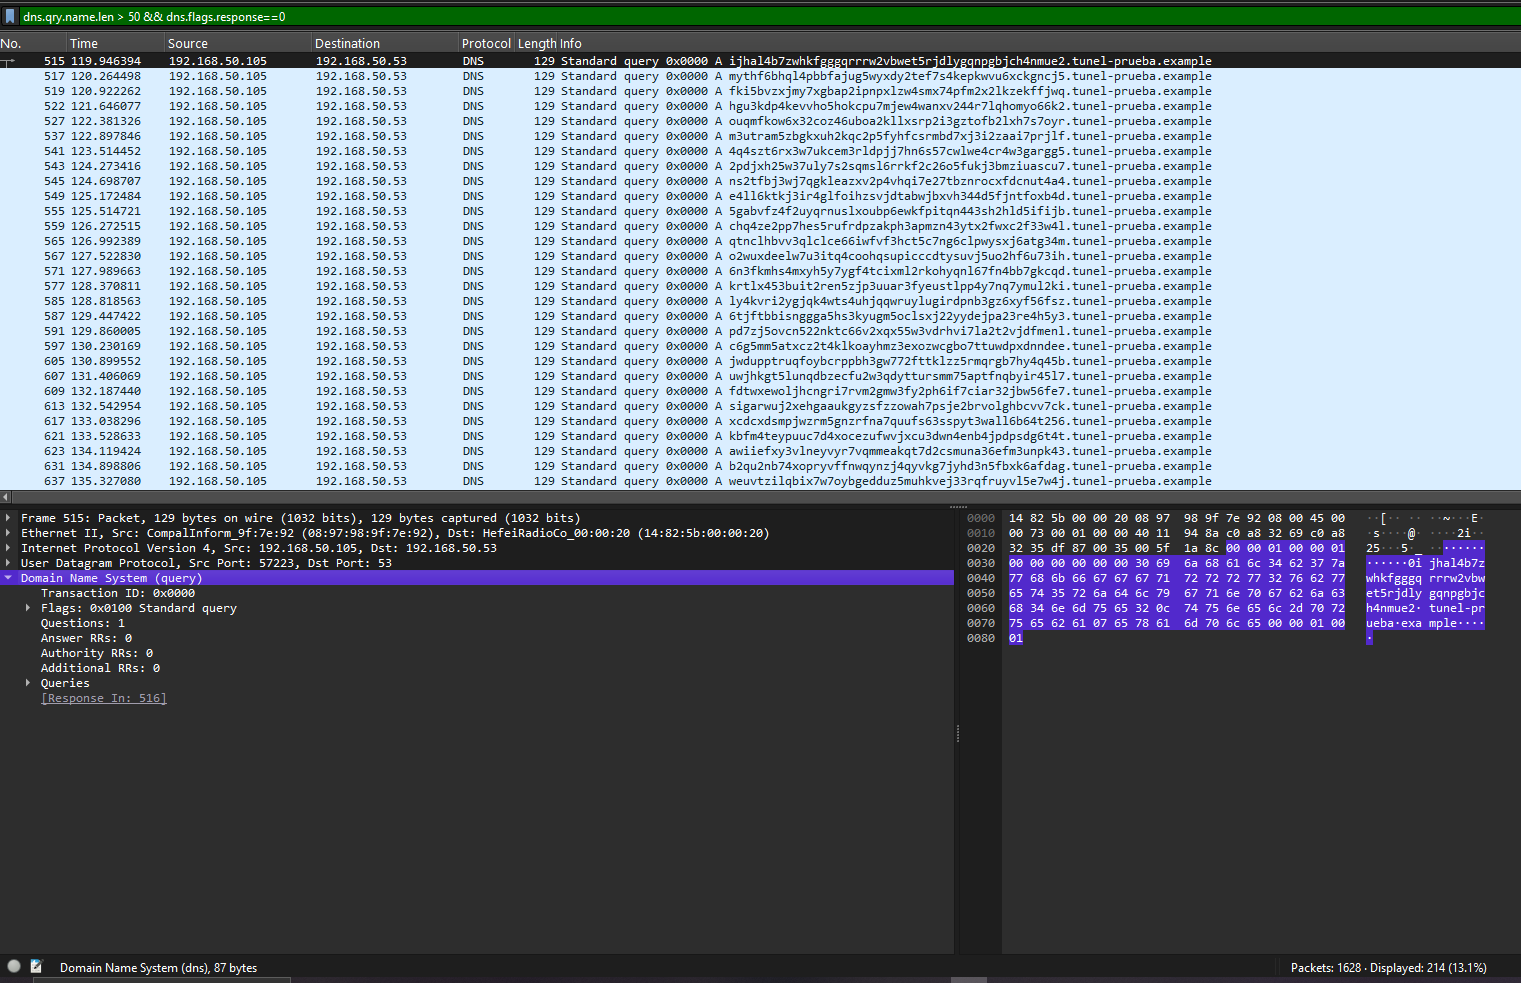 dns.qry.name.len > 50 && dns.flags.response==0
No. Time Source Destination Protocol Length Info
515 119.946394 192.168.50.105 192.168.50.53 DNS 129 Standard query 0x0000 A ijhal4b7zwhkfgggqrrrw2vbwet5rjdlygqnpgbjch4nmue2.tunel-prueba.example
517 120.264498 192.168.50.105 192.168.50.53 DNS 129 Standard query 0x0000 A mythf6bhql4pbbfajug5wyxdy2tef7s4kepkwvu6xckgncj5.tunel-prueba.example
519 120.922262 192.168.50.105 192.168.50.53 DNS 129 Standard query 0x0000 A fki5bvzxjmy7xgbap2ipnpxlzw4smx74pfm2x2lkzekffjwq.tunel-prueba.example
522 121.646077 192.168.50.105 192.168.50.53 DNS 129 Standard query 0x0000 A hgu3kdp4kevvho5hokcpu7mjew4wanxv244r7lqhomyo66k2.tunel-prueba.example
527 122.381326 192.168.50.105 192.168.50.53 DNS 129 Standard query 0x0000 A ouqmfkow6x32coz46uboa2kllxsrp2i3gztofb2lxh7s7oyr.tunel-prueba.example
537 122.897846 192.168.50.105 192.168.50.53 DNS 129 Standard query 0x0000 A m3utram5zbgkxuh2kqc2p5fyhfcsrmbd7xj3i2zaai7prjlf.tunel-prueba.example
541 123.514452 192.168.50.105 192.168.50.53 DNS 129 Standard query 0x0000 A 4q4szt6rx3w7ukcem3rldpjj7hn6s57cwlwe4cr4w3gargg5.tunel-prueba.example
543 124.273416 192.168.50.105 192.168.50.53 DNS 129 Standard query 0x0000 A 2pdjxh25w37uly7s2sqmsl6rrkf2c26o5fukj3bmziuascu7.tunel-prueba.example
545 124.698707 192.168.50.105 192.168.50.53 DNS 129 Standard query 0x0000 A ns2tfbj3wj7qgkleazxv2p4vhqi7e27tbznrocxfdcnut4a4.tunel-prueba.example
549 125.172484 192.168.50.105 192.168.50.53 DNS 129 Standard query 0x0000 A e4ll6ktkj3ir4glfoihzsvjdtabwjbxvh344d5fjntfoxb4d.tunel-prueba.example
555 125.514721 192.168.50.105 192.168.50.53 DNS 129 Standard query 0x0000 A 5gabvfz4f2uyqrnuslxoubp6ewkfpitqn443sh2hld5ifijb.tunel-prueba.example
559 126.272515 192.168.50.105 192.168.50.53 DNS 129 Standard query 0x0000 A chq4ze2pp7hes5rufrdpzakph3apmzn43ytx2fwxc2f33w4l.tunel-prueba.example
565 126.992389 192.168.50.105 192.168.50.53 DNS 129 Standard query 0x0000 A qtnclhbvv3qlclce66iwfvf3hct5c7ng6clpwysxj6atg34m.tunel-prueba.example
567 127.522830 192.168.50.105 192.168.50.53 DNS 129 Standard query 0x0000 A o2wuxdeelw7u3itq4coohqsupicccdtysuvj5uo2hf6u73ih.tunel-prueba.example
571 127.989663 192.168.50.105 192.168.50.53 DNS 129 Standard query 0x0000 A 6n3fkmhs4mxyh5y7ygf4tcixml2rkohyqnl67fn4bb7gkcqd.tunel-prueba.example
577 128.370811 192.168.50.105 192.168.50.53 DNS 129 Standard query 0x0000 A krtlx453buit2ren5zjp3uuar3fyeustlpp4y7nq7ymul2ki.tunel-prueba.example
585 128.818563 192.168.50.105 192.168.50.53 DNS 129 Standard query 0x0000 A ly4kvri2ygjqk4wts4uhjqqwruylugirdpnb3gz6xyf56fsz.tunel-prueba.example
587 129.447422 192.168.50.105 192.168.50.53 DNS 129 Standard query 0x0000 A 6tjftbbisnggga5hs3kyugm5oclsxj22yydejpa23re4h5y3.tunel-prueba.example
591 129.860005 192.168.50.105 192.168.50.53 DNS 129 Standard query 0x0000 A pd7zj5ovcn522nktc66v2xqx55w3vdrhvi7la2t2vjdfmenl.tunel-prueba.example
597 130.230169 192.168.50.105 192.168.50.53 DNS 129 Standard query 0x0000 A c6g5mm5atxcz2t4klkoayhmz3exozwcgbo7ttuwdpxdnndee.tunel-prueba.example
605 130.899552 192.168.50.105 192.168.50.53 DNS 129 Standard query 0x0000 A jwdupptruqfoybcrppbh3gw772fttklzz5rmqrgb7hy4q45b.tunel-prueba.example
607 131.406069 192.168.50.105 192.168.50.53 DNS 129 Standard query 0x0000 A uwjhkgt5lunqdbzecfu2w3qdyttursmm75aptfnqbyir45l7.tunel-prueba.example
609 132.187440 192.168.50.105 192.168.50.53 DNS 129 Standard query 0x0000 A fdtwxewoljhcngri7rvm2gmw3fy2ph6if7ciar32jbw56fe7.tunel-prueba.example
613 132.542954 192.168.50.105 192.168.50.53 DNS 129 Standard query 0x0000 A sigarwuj2xehgaaukgyzsfzzowah7psje2brvolghbcvv7ck.tunel-prueba.example
617 133.038296 192.168.50.105 192.168.50.53 DNS 129 Standard query 0x0000 A xcdcxdsmpjwzrm5gnzrfna7quufs63sspyt3wall6b64t256.tunel-prueba.example
621 133.528633 192.168.50.105 192.168.50.53 DNS 129 Standard query 0x0000 A kbfm4teypuuc7d4xocezufwvjxcu3dwn4enb4jpdpsdg6t4t.tunel-prueba.example
623 134.119424 192.168.50.105 192.168.50.53 DNS 129 Standard query 0x0000 A awiiefxy3vlneyvyr7vqmmeakqt7d2csmuna36efm3unpk43.tunel-prueba.example
631 134.898806 192.168.50.105 192.168.50.53 DNS 129 Standard query 0x0000 A b2qu2nb74xopryvffnwqynzj4qyvkg7jyhd3n5fbxk6afdag.tunel-prueba.example
637 135.327080 192.168.50.105 192.168.50.53 DNS 129 Standard query 0x0000 A weuvtzilqbix7w7oybgedduz5muhkvej33rqfruyvl5e7w4j.tunel-prueba.example
Frame 515: Packet, 129 bytes on wire (1032 bits), 129 bytes captured (1032 bits)
Ethernet II, Src: CompalInform_9f:7e:92 (08:97:98:9f:7e:92), Dst: HefeiRadioCo_00:00:20 (14:82:5b:00:00:20)
Internet Protocol Version 4, Src: 192.168.50.105, Dst: 192.168.50.53
User Datagram Protocol, Src Port: 57223, Dst Port: 53
Domain Name System (query)
Transaction ID: 0x0000
Flags: 0x0100 Standard query
Questions: 1
Answer RRs: 0
Authority RRs: 0
Additional RRs: 0
Queries
[Response In: 516]
0000 14 82 5b 00 00 20 08 97 98 9f 7e 92 08 00 45 00 ··[·· ·· ··~···E·
0010 00 73 00 01 00 00 40 11 94 8a c0 a8 32 69 c0 a8 ·s····@· ····2i··
0020 32 35 df 87 00 35 00 5f 1a 8c 00 00 01 00 00 01 25···5·_ ········
0030 00 00 00 00 00 00 30 69 6a 68 61 6c 34 62 37 7a ······0i jhal4b7z
0040 77 68 6b 66 67 67 67 71 72 72 72 77 32 76 62 77 whkfgggq rrrw2vbw
0050 65 74 35 72 6a 64 6c 79 67 71 6e 70 67 62 6a 63 et5rjdly gqnpgbjc
0060 68 34 6e 6d 75 65 32 0c 74 75 6e 65 6c 2d 70 72 h4nmue2· tunel-pr
0070 75 65 62 61 07 65 78 61 6d 70 6c 65 00 00 01 00 ueba·exa mple····
0080 01 ·
Domain Name System (dns), 87 bytes
Packets: 1628 · Displayed: 214 (13.1%)